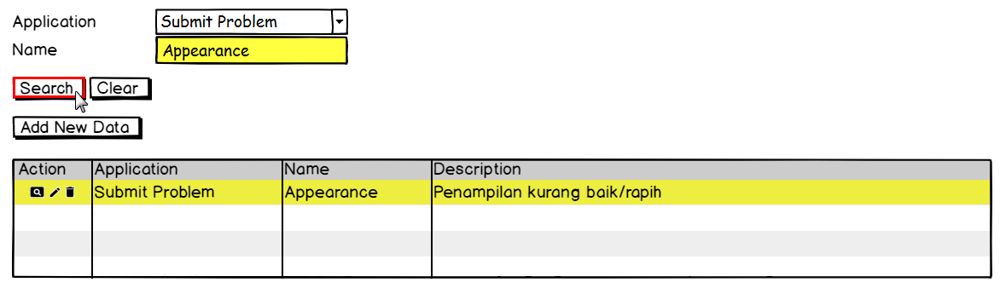 Application Submit Problem
Name Appearance
Search Clear
Add New Data
Action Application Name Description
Submit Problem Appearance Penampilan kurang baik/rapih